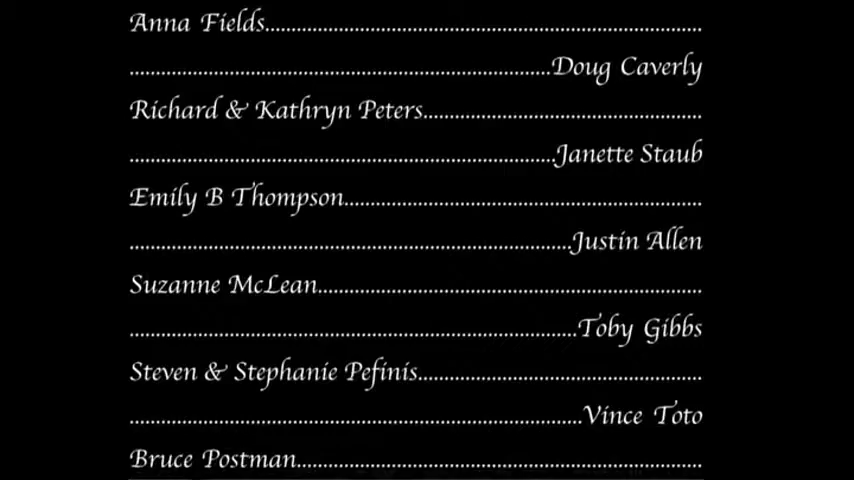 Anna Fields................................................................................
.............................................................................Doug Caverly
Richard & Kathryn Peters...................................................
..............................................................................Janette Staub
Emily B Thompson.................................................................
.................................................................................Justin Allen
Suzanne McLean......................................................................
..................................................................................Toby Gibbs
Steven & Stephanie Pefinis....................................................
...................................................................................Vince Toto
Bruce Postman..........................................................................